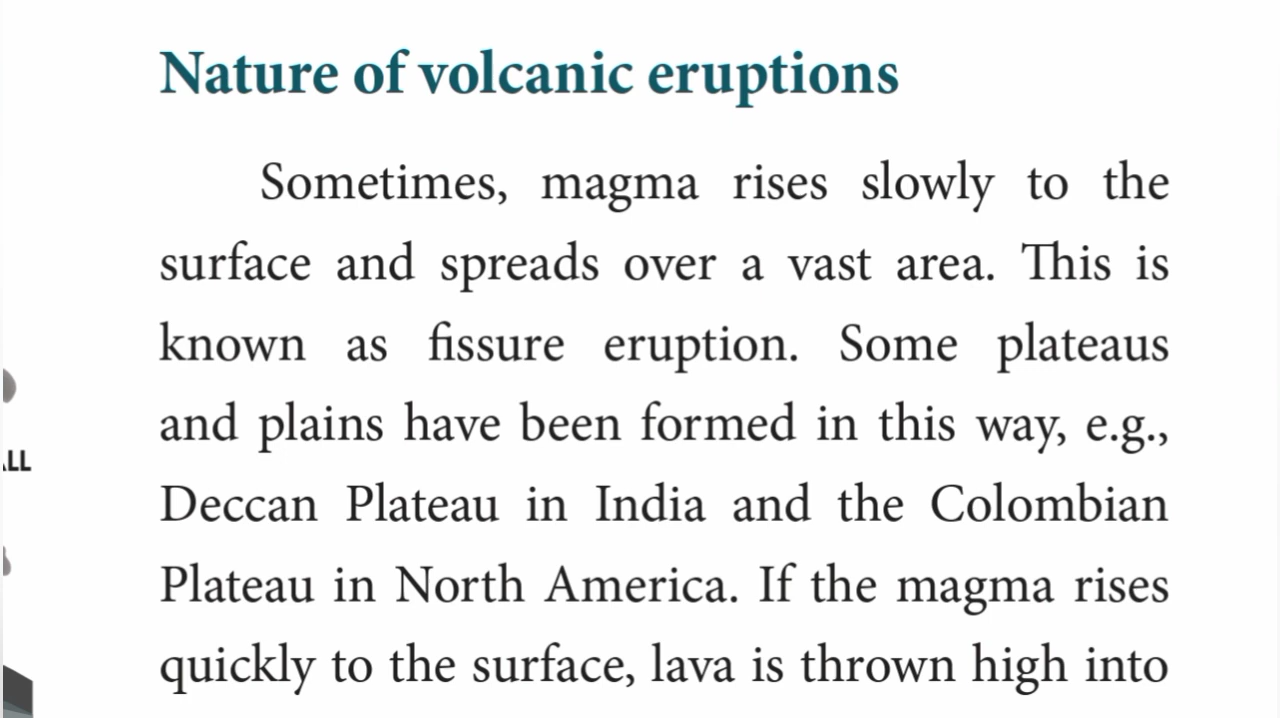 Nature of volcanic eruptions
Sometimes, magma rises slowly to the
surface and spreads over a vast area. This is
known as fissure eruption. Some plateaus
and plains have been formed in this way, e.g.,
ALL
Deccan Plateau in India and the Colombian
Plateau in North America. If the magma rises
quickly to the surface, lava is thrown high into